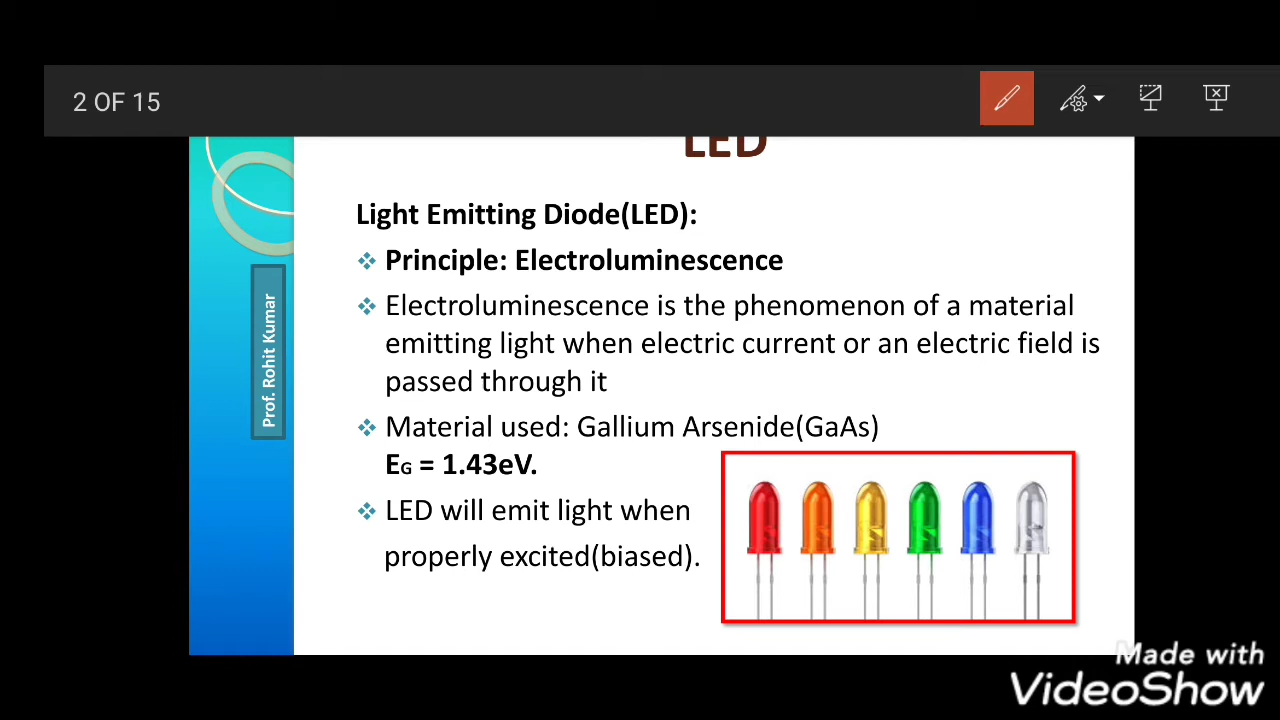 2 OF 15
LED
Light Emitting Diode(LED):
Principle: Electroluminescence
Electroluminescence is the phenomenon of a material
emitting light when electric current or an electric field is
passed through it
Material used: Gallium Arsenide(GaAs)
EG = 1.43eV.
LED will emit light when
properly excited(biased).
Prof. Rohit Kumar
Made with
VideoShow